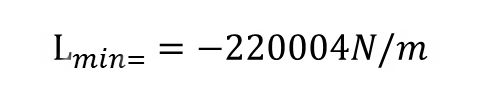 L_{min=} = −220004N/m